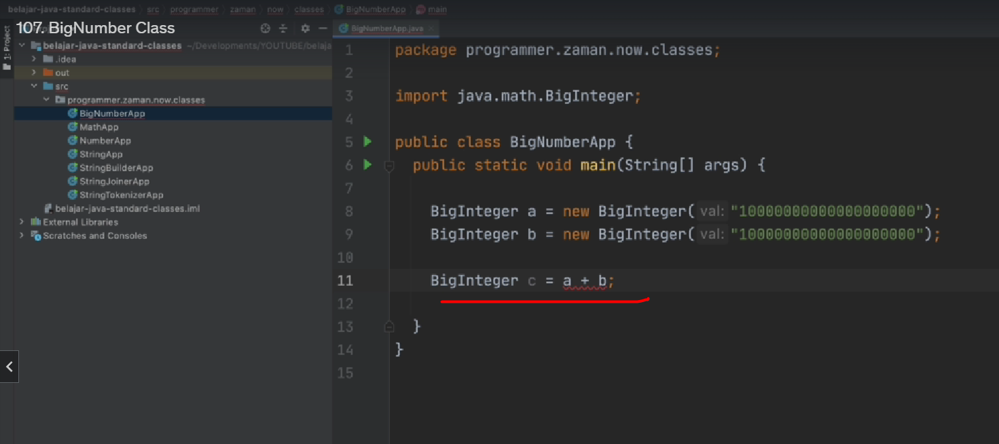 belajar-java-standard-classes src programmer zaman now classes BigNumberApp main
107. BigNumber Class
BigNumberApp.java
1: Project
belajar-java-standard-classes ~/Developments/YOUTUBE/belaja
.idea
out
src
programmer.zaman.now.classes
BigNumberApp
MathApp
NumberApp
StringApp
StringBuilderApp
StringJoinerApp
StringTokenizerApp
belajar-java-standard-classes.iml
External Libraries
Scratches and Consoles
1 package programmer.zaman.now.classes;
2
3 import java.math.BigInteger;
4
5 public class BigNumberApp {
6 public static void main(String[] args) {
7
8 BigInteger a = new BigInteger( val: "10000000000000000000");
9 BigInteger b = new BigInteger( val: "10000000000000000000");
10
11 BigInteger c = a + b;
12
13 }
14 }
15